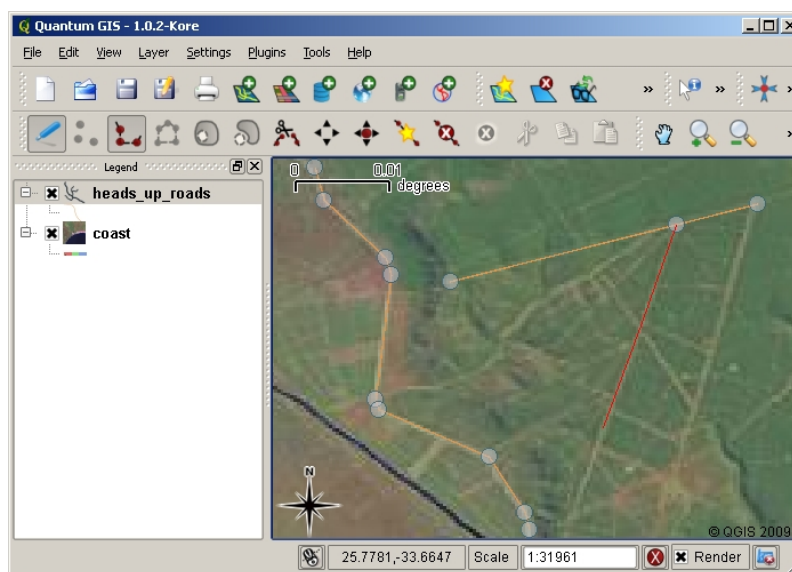 Quantum GIS - 1.0.2-Kore
File Edit View Layer Settings Plugins Tools Help
Legend
heads_up_roads
coast
0 0.01
degrees
N
© QGIS 2009
25.7781,-33.6647 Scale 1:31961 Render